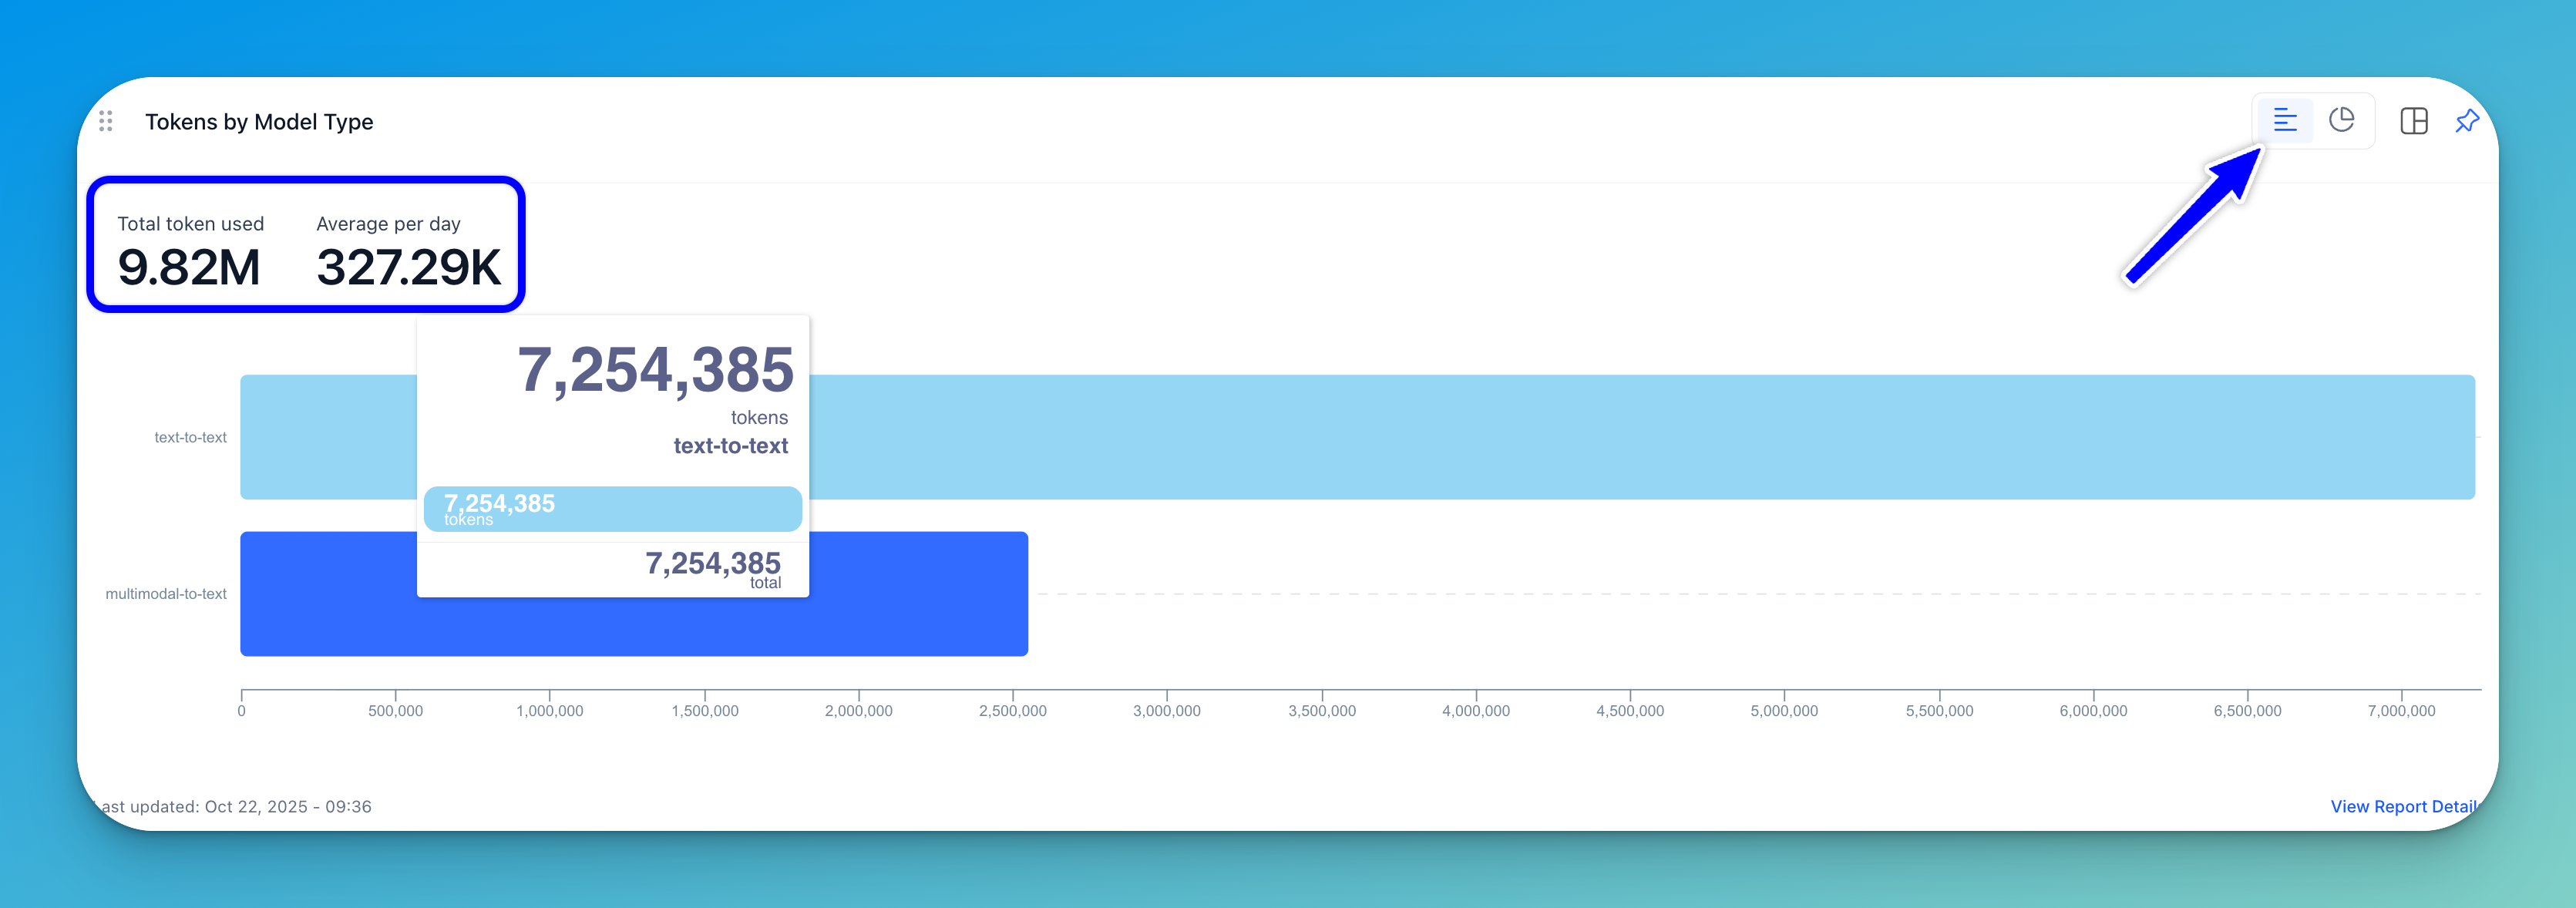 Tokens by Model Type
Total token used Average per day
9.82M 327.29K
7,254,385
tokens
text-to-text
7,254,385
tokens
7,254,385
total
text-to-text
multimodal-to-text
0 500,000 1,000,000 1,500,000 2,000,000 2,500,000 3,000,000 3,500,000 4,000,000 4,500,000 5,000,000 5,500,000 6,000,000 6,500,000 7,000,000
ast updated: Oct 22, 2025 - 09:36
View Report Detail